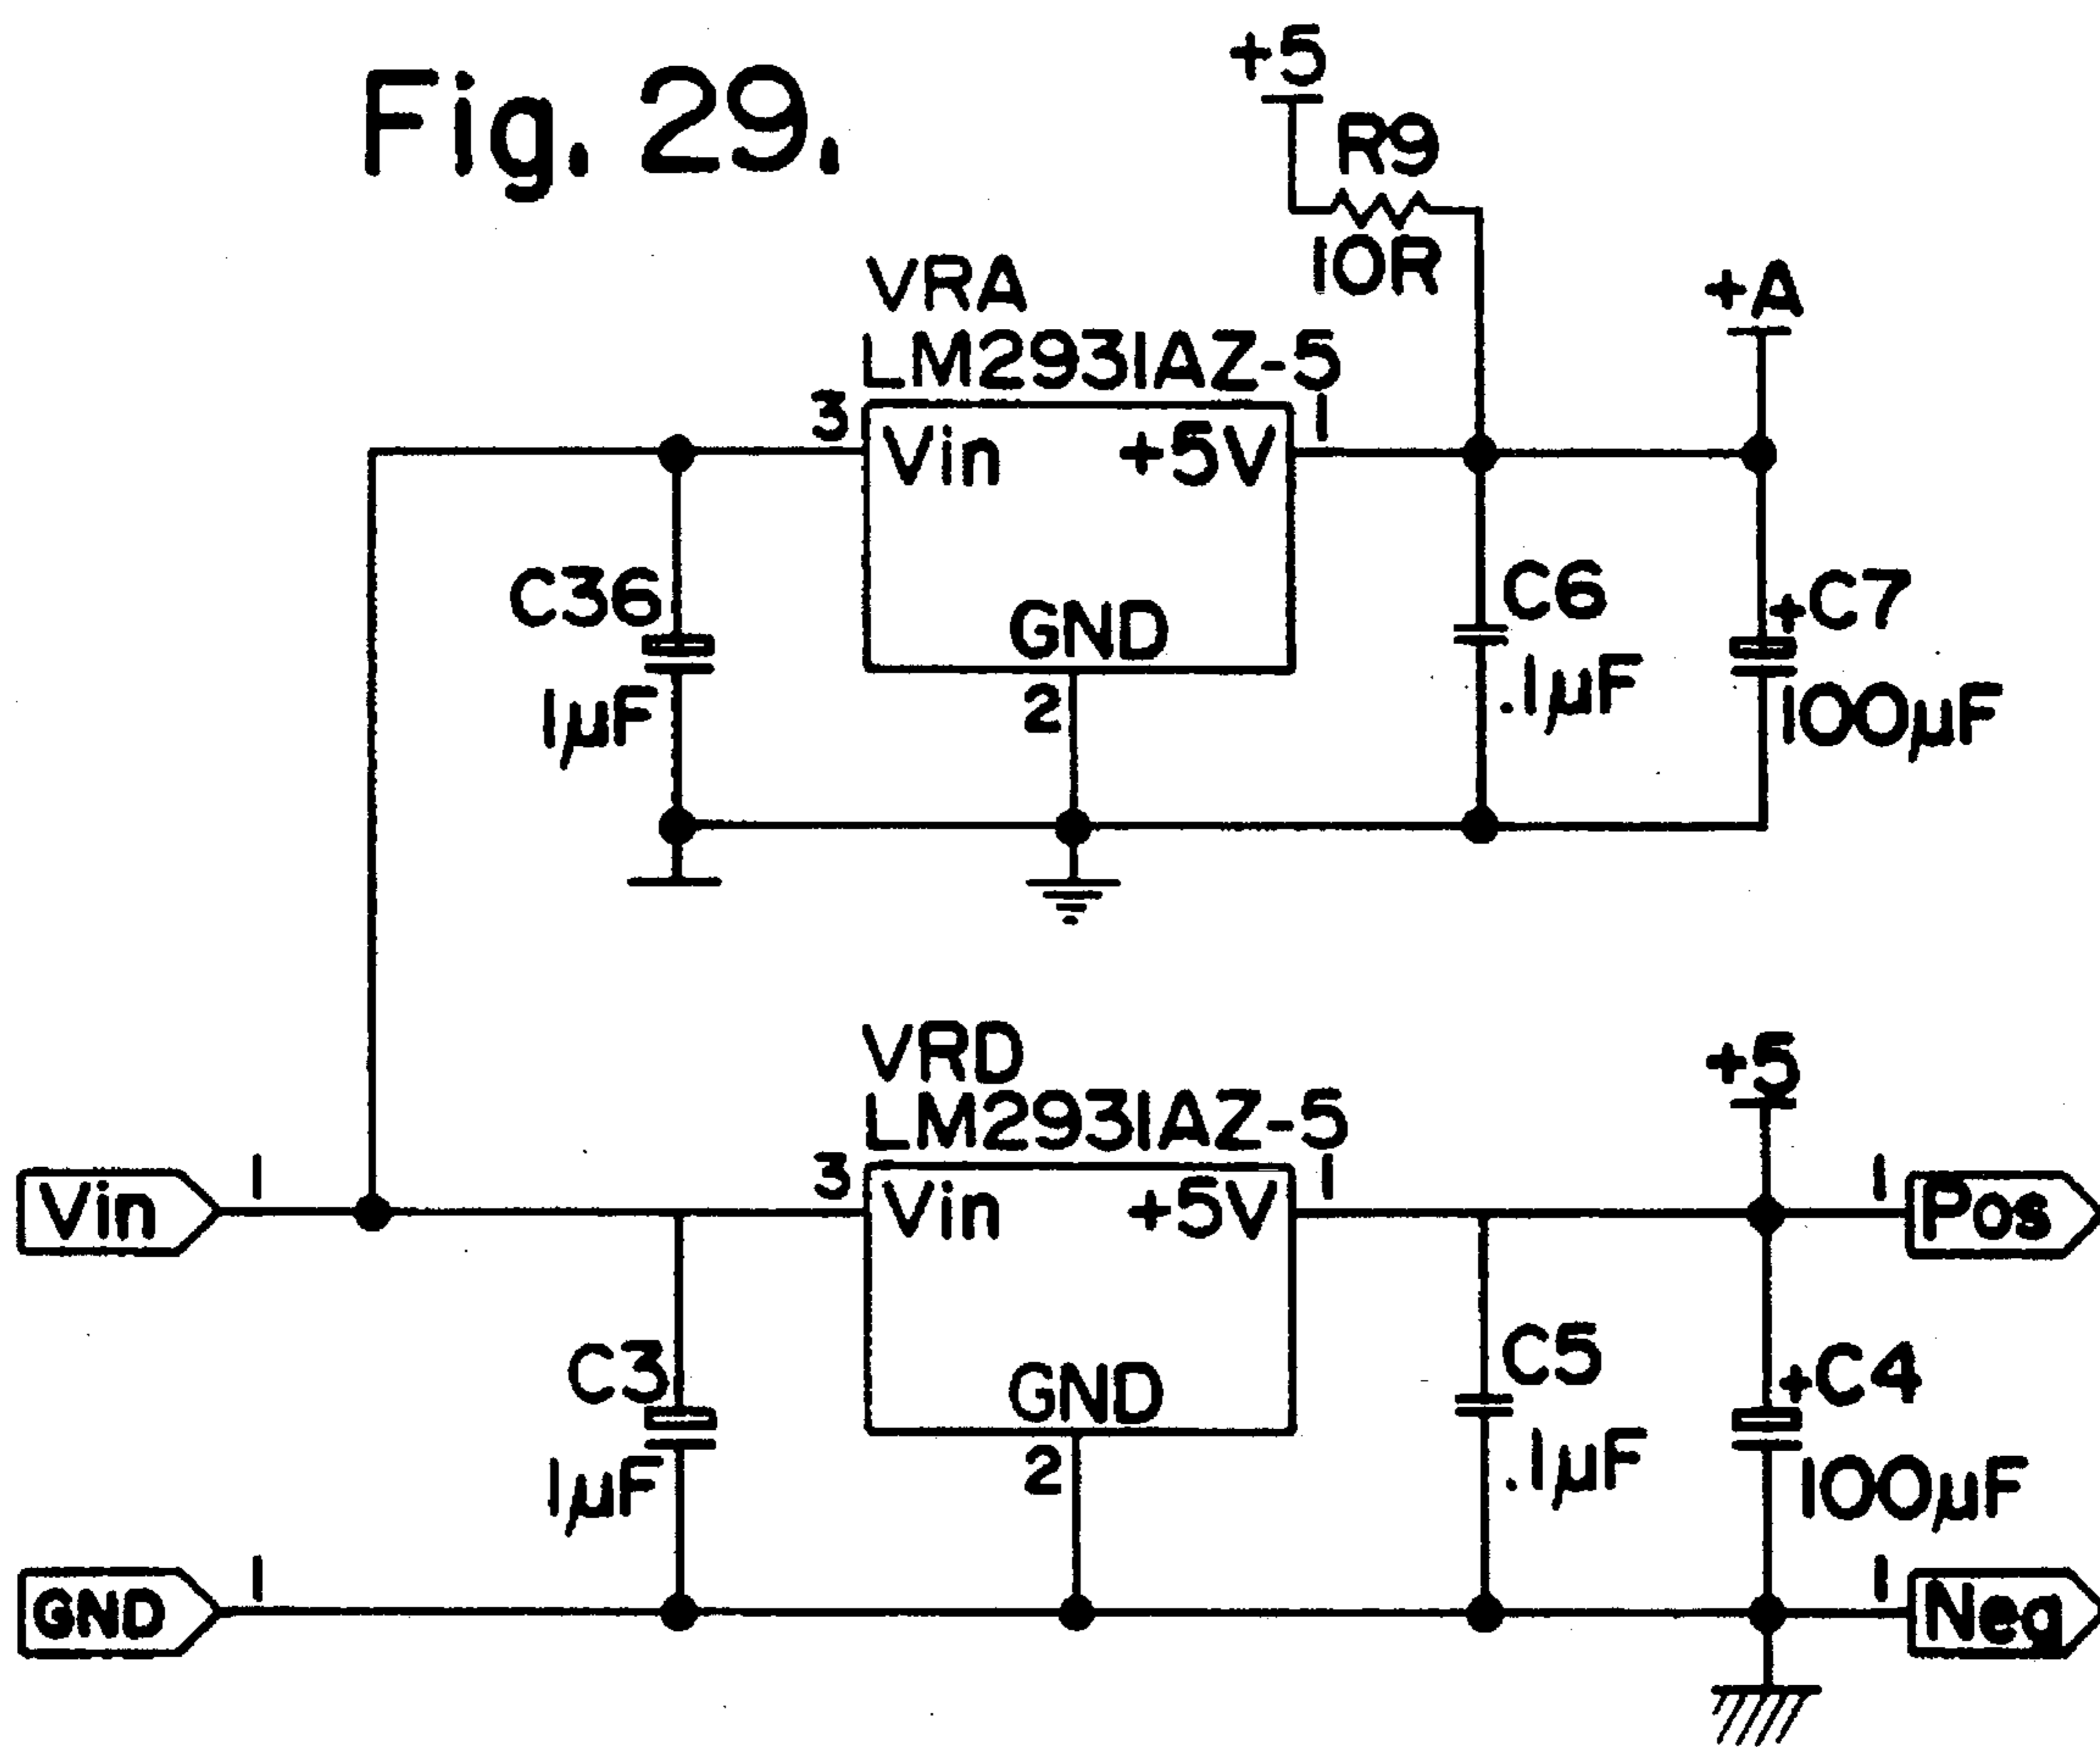 Fig. 29.
+5
R9
10R
VRA
LM2931AZ-5
+A
3
1
Vin
+5V
C36
1µF
GND
2
C6
.1µF
+C7
100µF
VRD
LM2931AZ-5
+5
Vin
1
3
Vin
+5V
1
1
Pos
C3
1µF
GND
2
C5
.1µF
+C4
100µF
GND
1
1
Neg